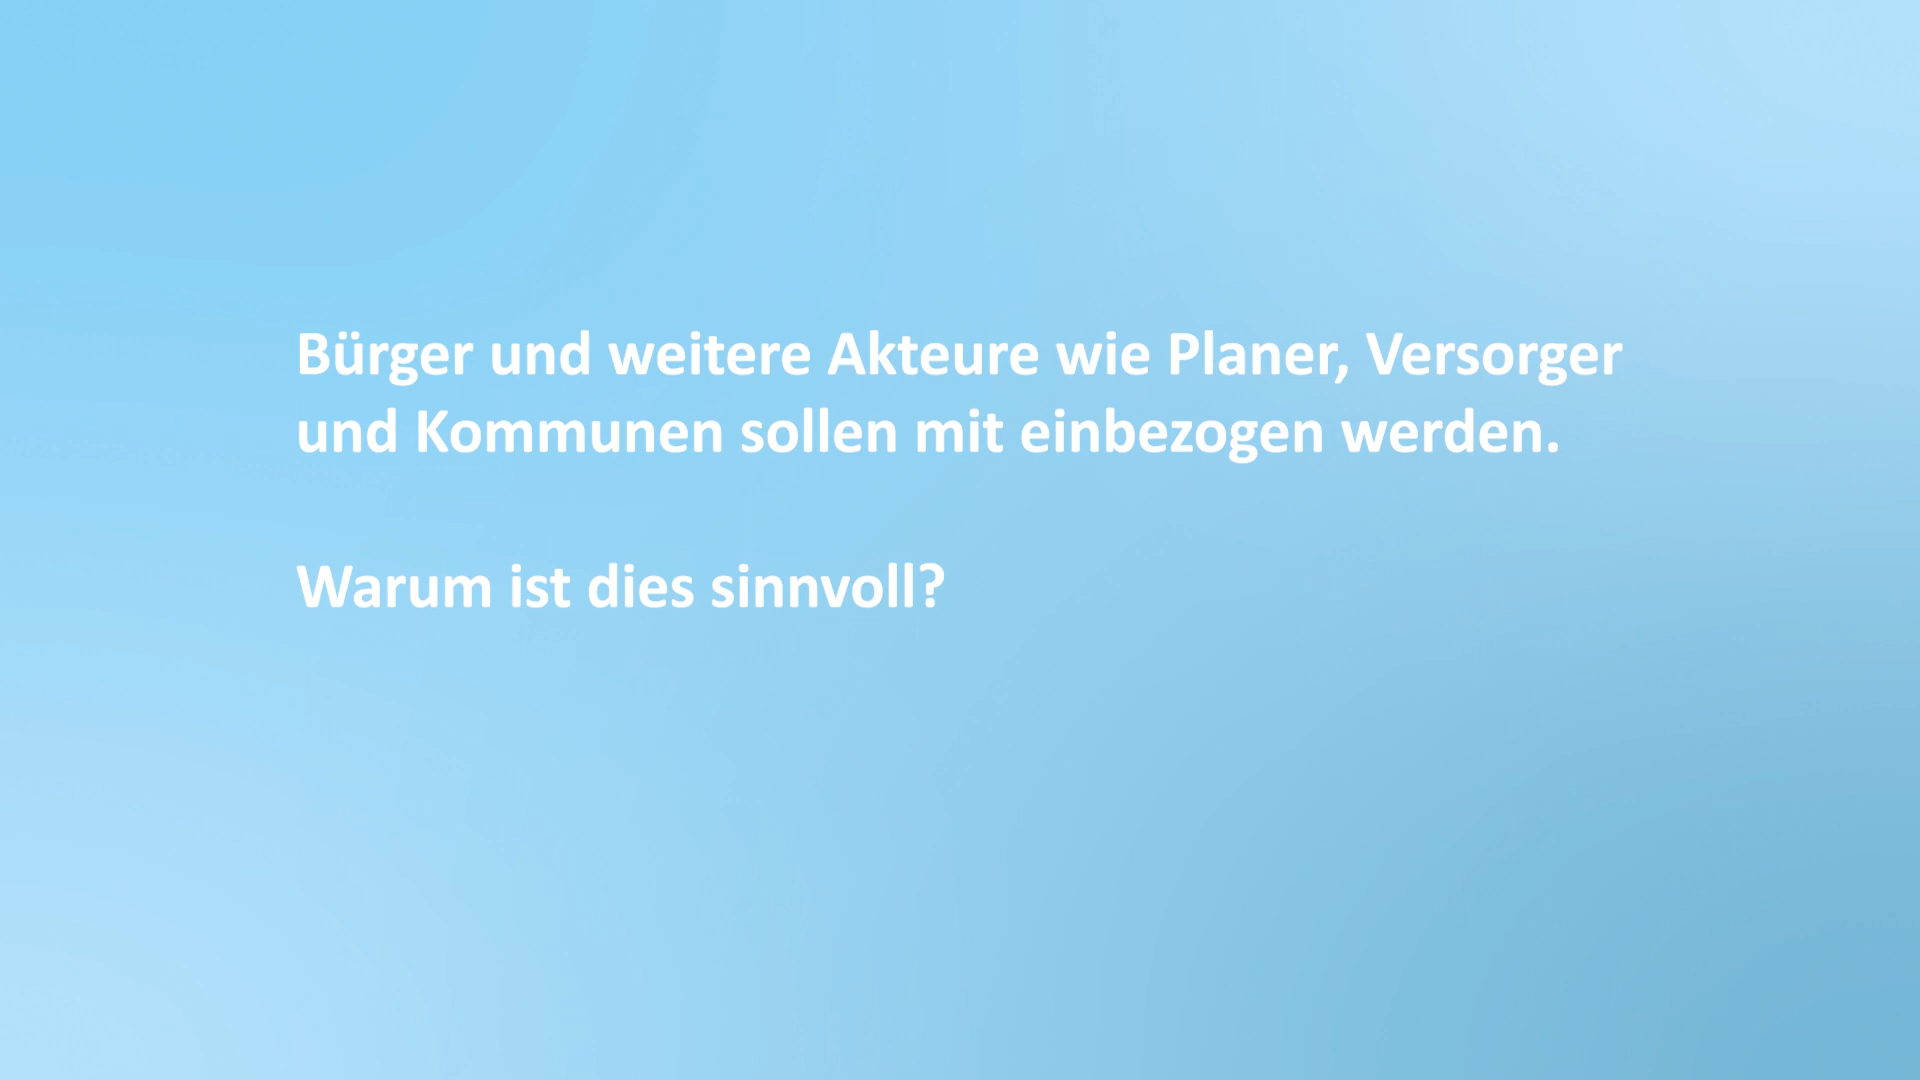 Bürger und weitere Akteure wie Planer, Versorger
und Kommunen sollen mit einbezogen werden.
Warum ist dies sinnvoll?